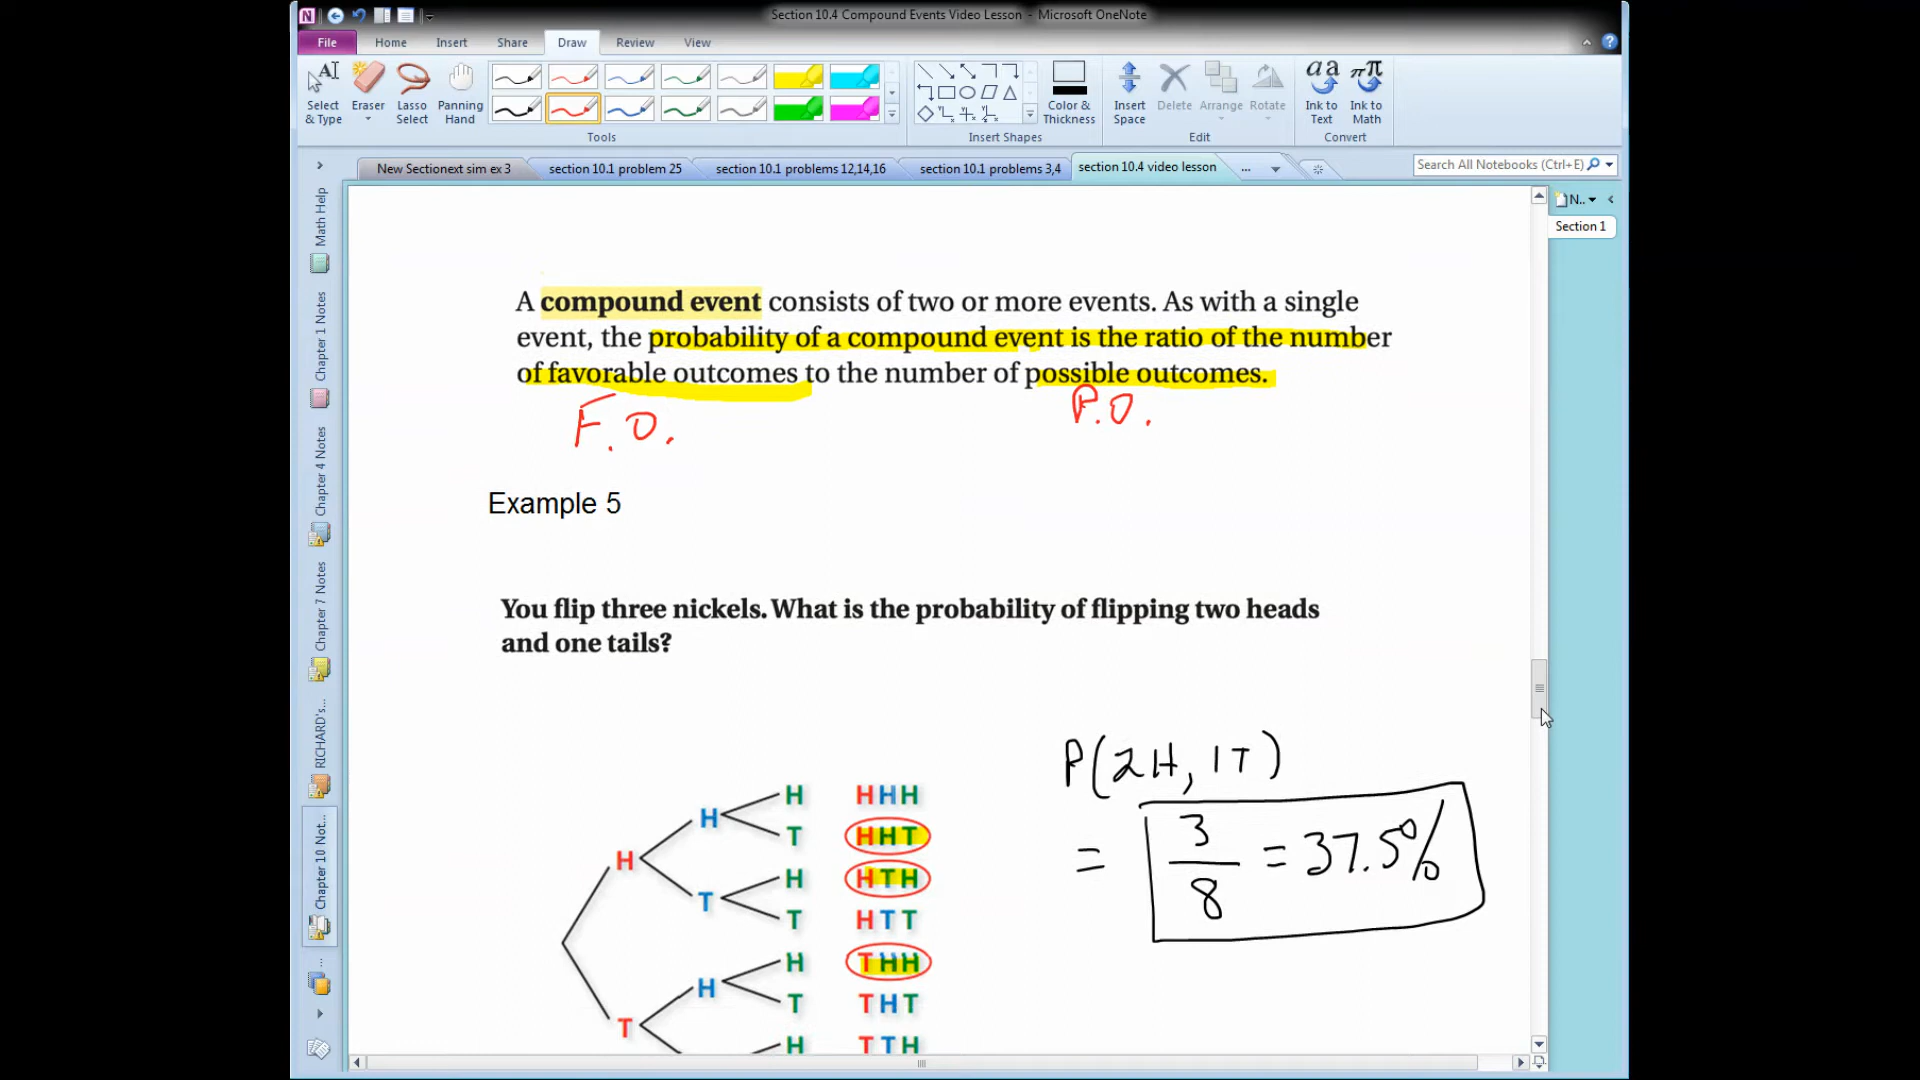 Section 10.4 Compound Events Video Lesson - Microsoft OneNote
File Home Insert Share Draw Review View
Select & Type
Eraser
Lasso Select
Panning Hand
Color & Thickness
Insert Space
Delete
Arrange
Rotate
Ink to Text
Ink to Math
Tools
Insert Shapes
Edit
Convert
New Sectionext sim ex 3
section 10.1 problem 25
section 10.1 problems 12,14,16
section 10.1 problems 3,4
section 10.4 video lesson
...
Search All Notebooks (Ctrl+E)
N..
Section 1
Math Help
Chapter 1 Notes
Chapter 4 Notes
Chapter 7 Notes
RICHARD's...
Chapter 10 Not...
A compound event consists of two or more events. As with a single
event, the probability of a compound event is the ratio of the number
of favorable outcomes to the number of possible outcomes.
F.O.
P.O.
Example 5
You flip three nickels. What is the probability of flipping two heads
and one tails?
P(2H, 1T)
= 3/8 = 37.5%
H HHH
H
T HHT
H
H HTH
T
T HTT
H THH
H
T THT
T
H TTH